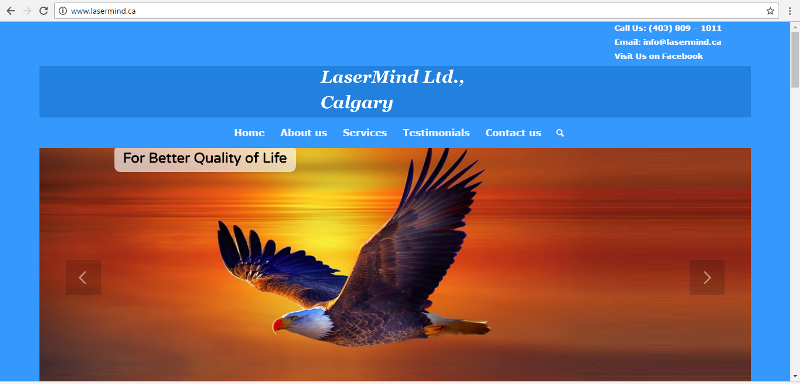 www.lasermind.ca
Call Us: (403) 809 – 1011
Email: info@lasermind.ca
Visit Us on Facebook
LaserMind Ltd.,
Calgary
Home About us Services Testimonials Contact us
For Better Quality of Life